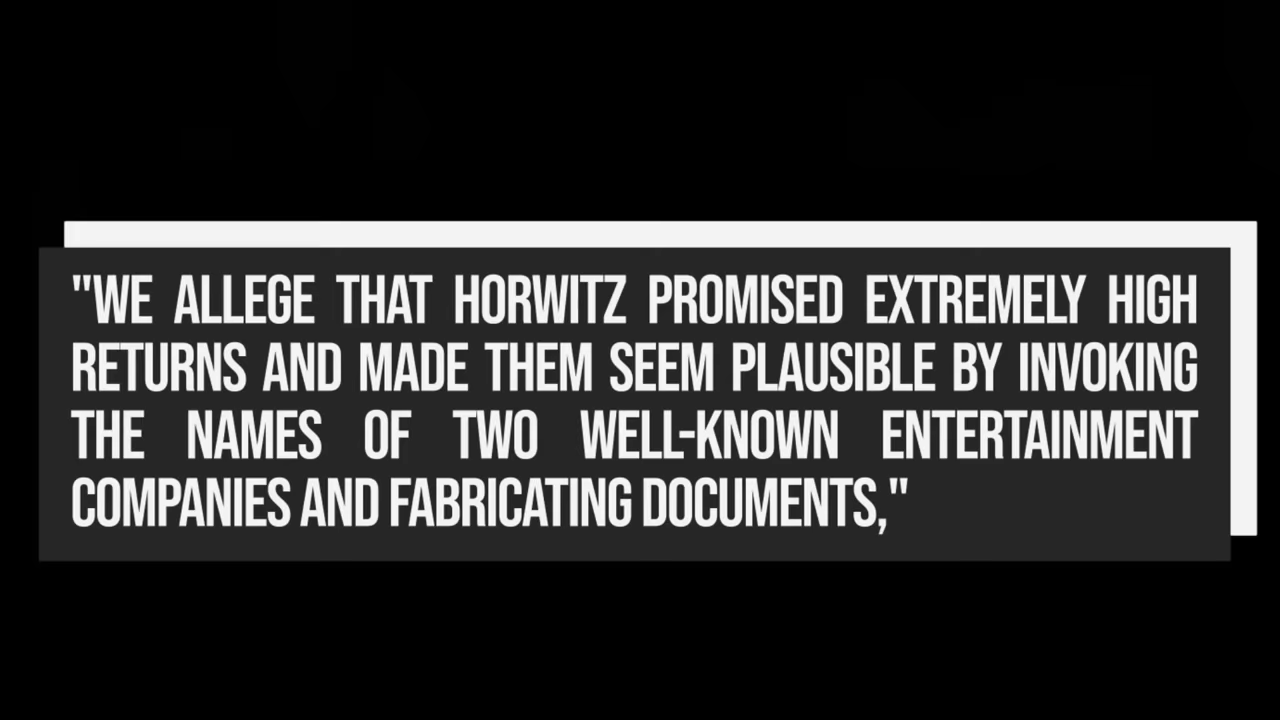 "WE ALLEGE THAT HORWITZ PROMISED EXTREMELY HIGH
RETURNS AND MADE THEM SEEM PLAUSIBLE BY INVOKING
THE NAMES OF TWO WELL-KNOWN ENTERTAINMENT
COMPANIES AND FABRICATING DOCUMENTS,"